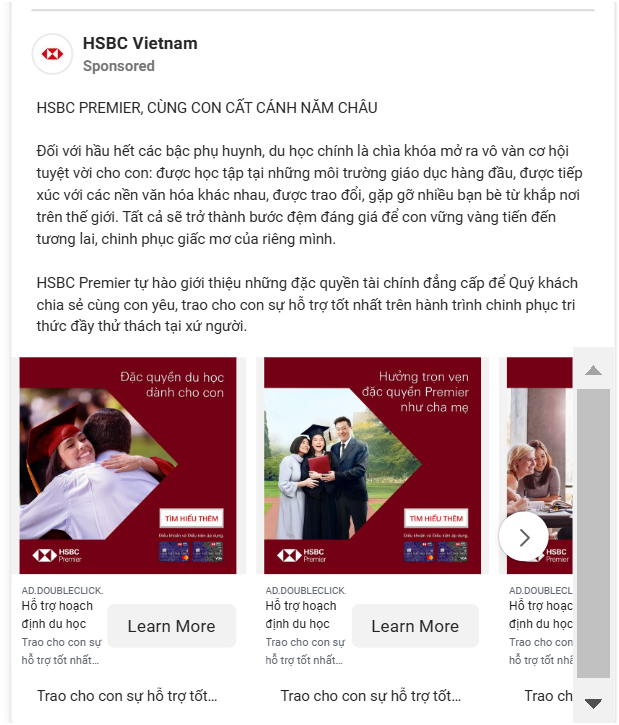 HSBC Vietnam
Sponsored
HSBC PREMIER, CÙNG CON CẤT CÁNH NĂM CHÂU
Đối với hầu hết các bậc phụ huynh, du học chính là chìa khóa mở ra vô vàn cơ hội
tuyệt vời cho con: được học tập tại những môi trường giáo dục hàng đầu, được tiếp
xúc với các nền văn hóa khác nhau, được trao đổi, gặp gỡ nhiều bạn bè từ khắp nơi
trên thế giới. Tất cả sẽ trở thành bước đệm đáng giá để con vững vàng tiến đến
tương lai, chinh phục giấc mơ của riêng mình.
HSBC Premier tự hào giới thiệu những đặc quyền tài chính đẳng cấp để Quý khách
chia sẻ cùng con yêu, trao cho con sự hỗ trợ tốt nhất trên hành trình chinh phục tri
thức đầy thử thách tại xứ người.
Đặc quyền du học
dành cho con
TÌM HIỂU THÊM
Điều khoản và Điều kiện áp dụng.
HSBC
Premier
AD.DOUBLECLICK.
Hỗ trợ hoạch
định du học
Trao cho con sự
hỗ trợ tốt nhất...
Learn More
Trao cho con sự hỗ trợ tốt...
Hưởng trọn vẹn
đặc quyền Premier
như cha mẹ
TÌM HIỂU THÊM
Điều khoản và Điều kiện áp dụng.
HSBC
Premier
AD.DOUBLECLICK.
Hỗ trợ hoạch
định du học
Trao cho con sự
hỗ trợ tốt nhất...
Learn More
Trao cho con sự hỗ trợ tốt...
HSBC
Premier
AD.DOUBLECL
Hỗ trợ hoạc
định du học
Trao cho con
hỗ trợ tốt nhấ
Trao ch